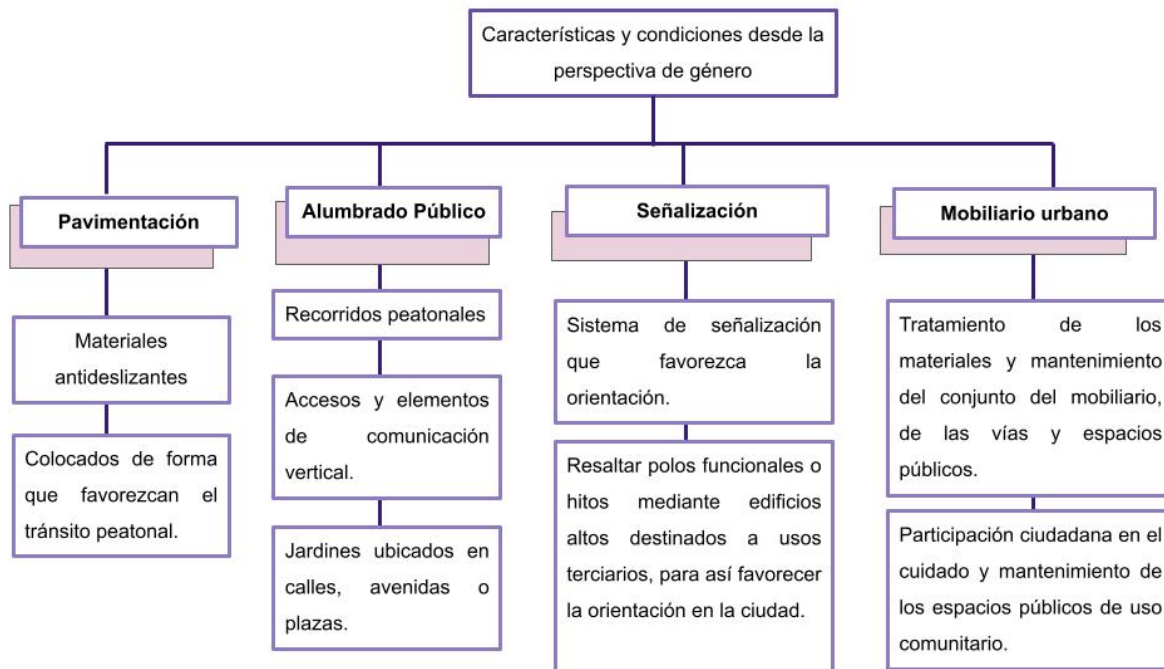 Características y condiciones desde la
perspectiva de género
Pavimentación
Materiales
antideslizantes
Colocados de forma
que favorezcan el
tránsito peatonal.
Alumbrado Público
Recorridos peatonales
Accesos y elementos
de comunicación
vertical.
Jardines ubicados en
calles, avenidas o
plazas.
Señalización
Sistema de señalización
que favorezca la
orientación.
Resaltar polos funcionales o
hitos mediante edificios
altos destinados a usos
terciarios, para así favorecer
la orientación en la ciudad.
Mobiliario urbano
Tratamiento de los
materiales y mantenimiento
del conjunto del mobiliario,
de las vías y espacios
públicos.
Participación ciudadana en el
cuidado y mantenimiento de
los espacios públicos de uso
comunitario.